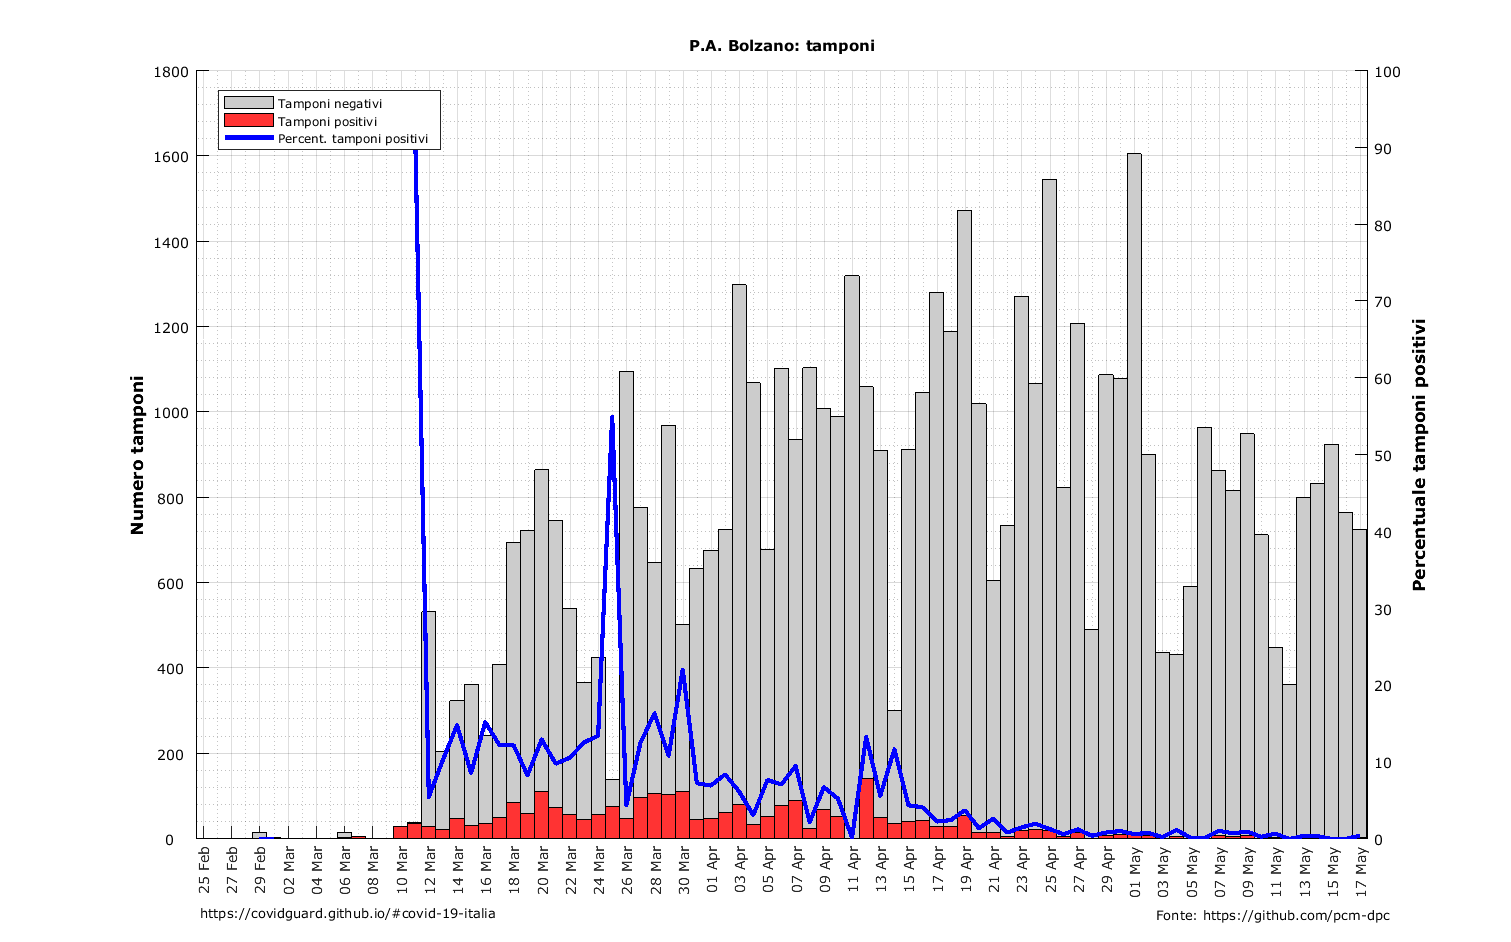 P.A. Bolzano: tamponi
Tamponi negativi
Tamponi positivi
Percent. tamponi positivi
Numero tamponi
1800
1600
1400
1200
1000
800
600
400
200
0
Percentuale tamponi positivi
100
90
80
70
60
50
40
30
20
10
0
25 Feb
27 Feb
29 Feb
02 Mar
04 Mar
06 Mar
08 Mar
10 Mar
12 Mar
14 Mar
16 Mar
18 Mar
20 Mar
22 Mar
24 Mar
26 Mar
28 Mar
30 Mar
01 Apr
03 Apr
05 Apr
07 Apr
09 Apr
11 Apr
13 Apr
15 Apr
17 Apr
19 Apr
21 Apr
23 Apr
25 Apr
27 Apr
29 Apr
01 May
03 May
05 May
07 May
09 May
11 May
13 May
15 May
17 May
https://covidguard.github.io/#covid-19-italia
Fonte: https://github.com/pcm-dpc